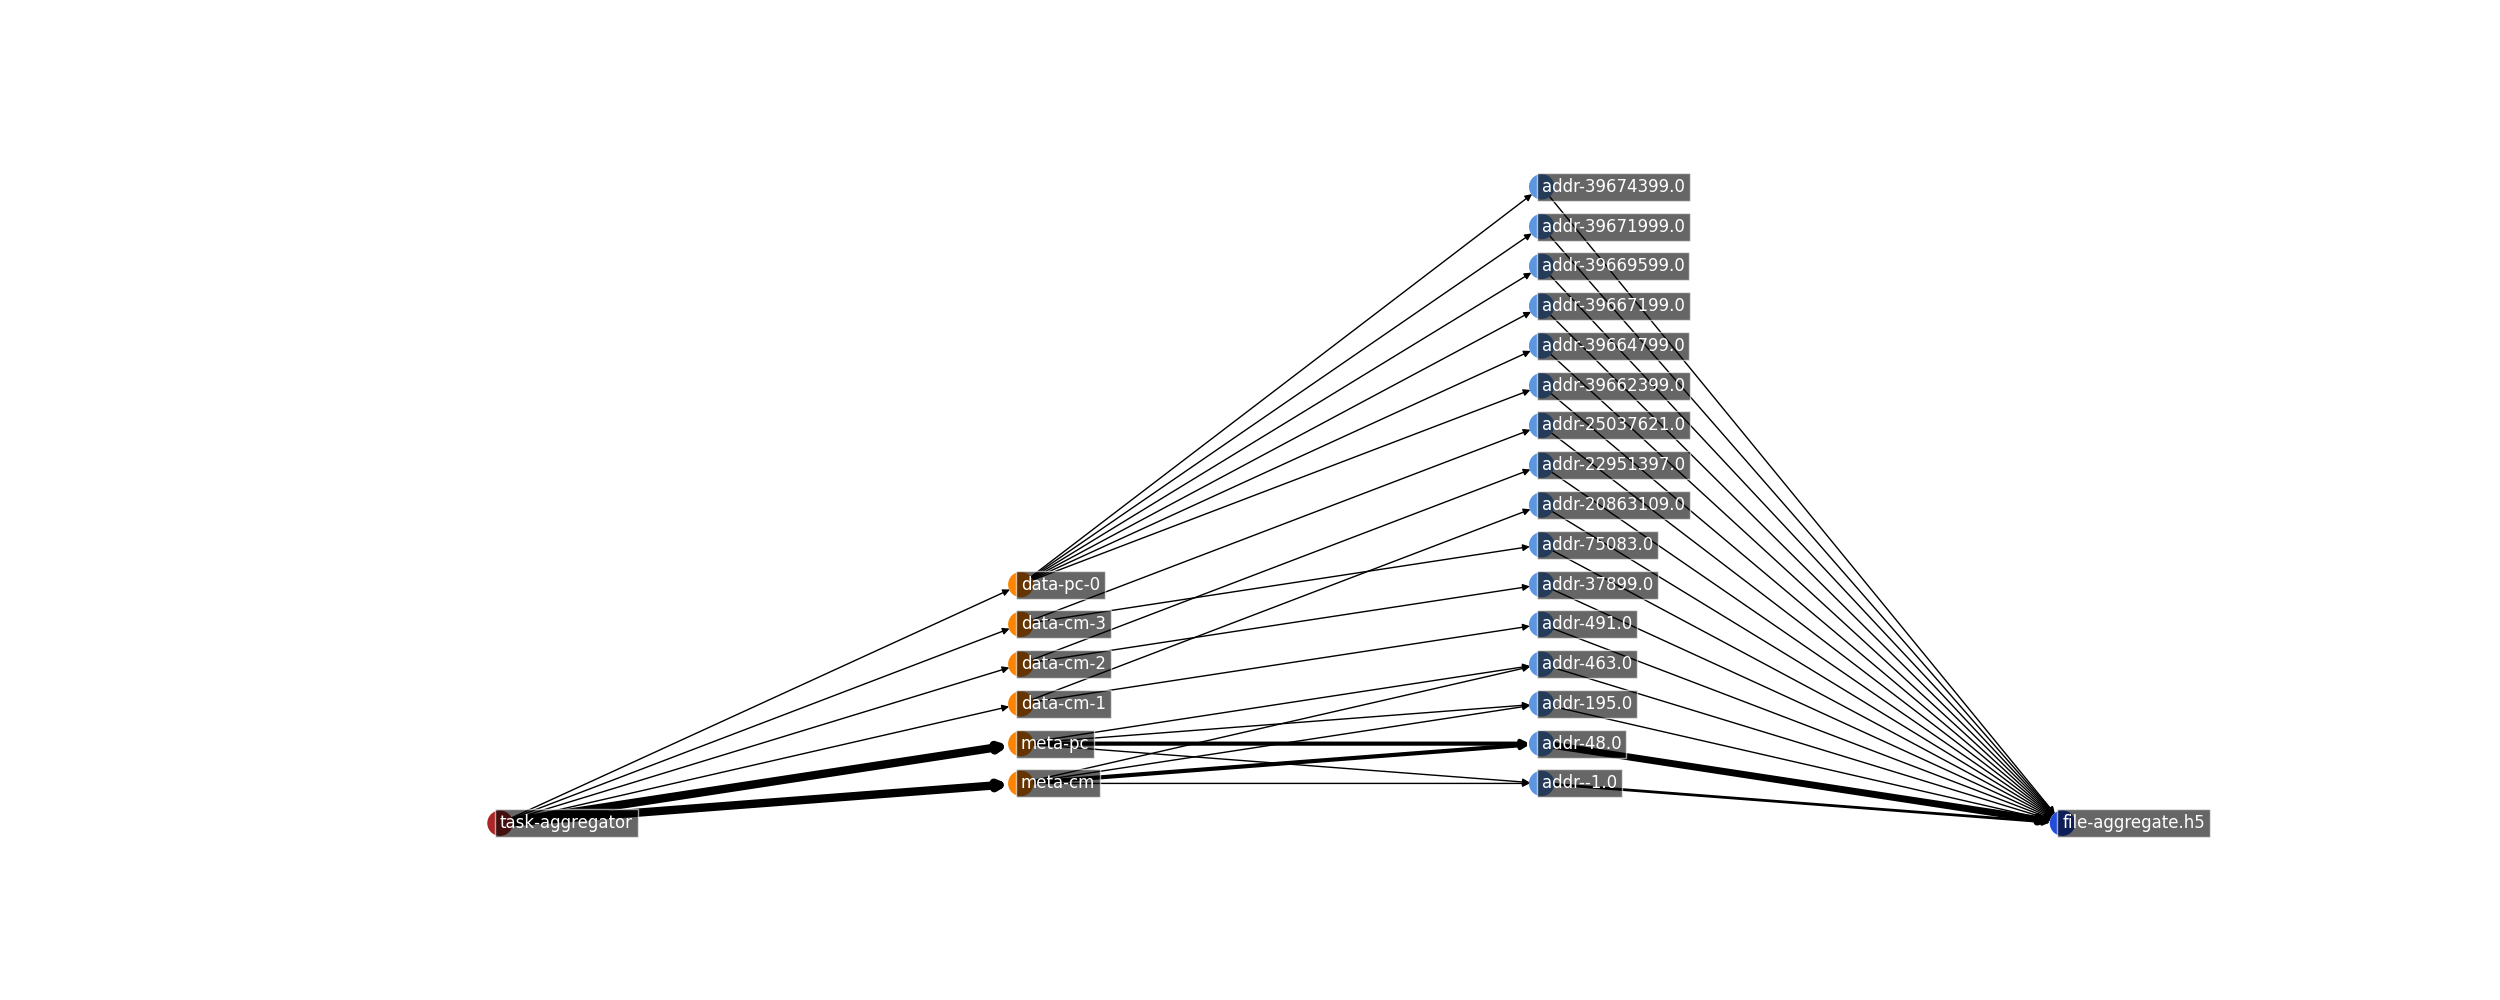 addr-39674399.0
addr-39671999.0
addr-39669599.0
addr-39667199.0
addr-39664799.0
addr-39662399.0
addr-25037621.0
addr-22951397.0
addr-20863109.0
addr-75083.0
data-pc-0
addr-37899.0
data-cm-3
addr-491.0
data-cm-2
addr-463.0
data-cm-1
addr-195.0
meta-pc
addr-48.0
meta-cm
addr--1.0
task-aggregator
file-aggregate.h5